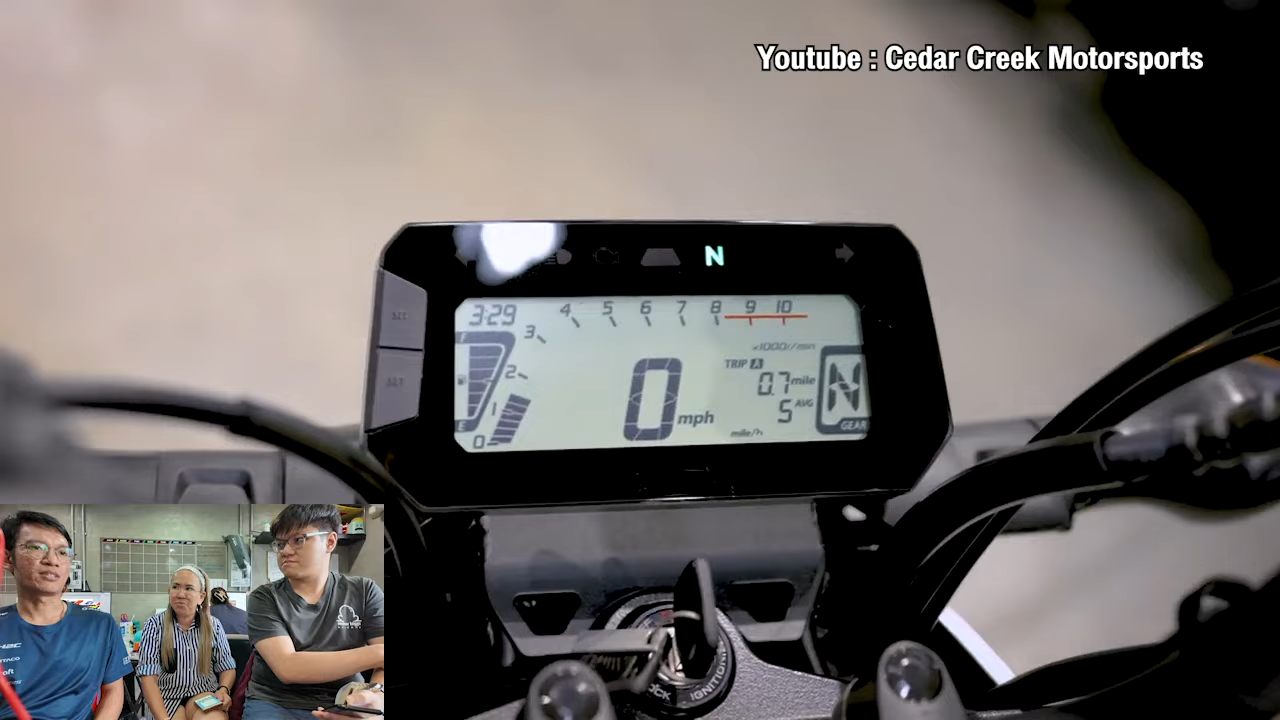 Youtube : Cedar Creek Motorsports
N
3:29
4 5 6 7 8 9 10
3
x1000r/min
TRIP A
0.7 mile
2
5 AVG
1
0 mph
N
mile/h
GEAR
E
0
IGNITION